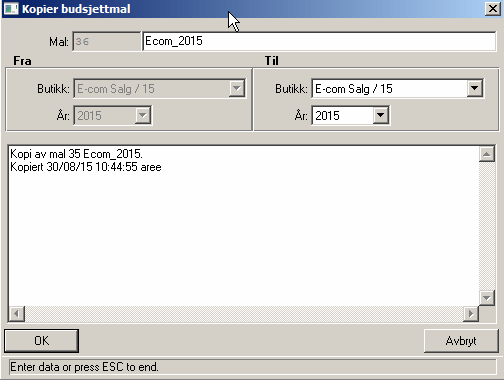 Kopier budsjettmal
Mal: 36 Ecom_2015
Fra Til
Butikk: E-com Salg / 15 Butikk: E-com Salg / 15
År: 2015 År: 2015
Kopi av mal 35 Ecom_2015.
Kopiert 30/08/15 10:44:55 aree
OK Avbryt
Enter data or press ESC to end.